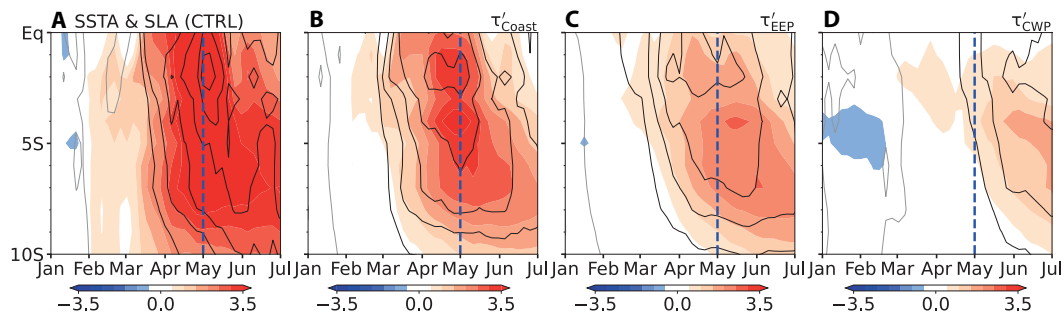 A SSTA & SLA (CTRL) B τ′Coast C τ′EEP D τ′CWP
Eq
5S
10S
Jan Feb Mar Apr May Jun Jul Jan Feb Mar Apr May Jun Jul Jan Feb Mar Apr May Jun Jul Jan Feb Mar Apr May Jun Jul
−3.5 0.0 3.5 −3.5 0.0 3.5 −3.5 0.0 3.5 −3.5 0.0 3.5